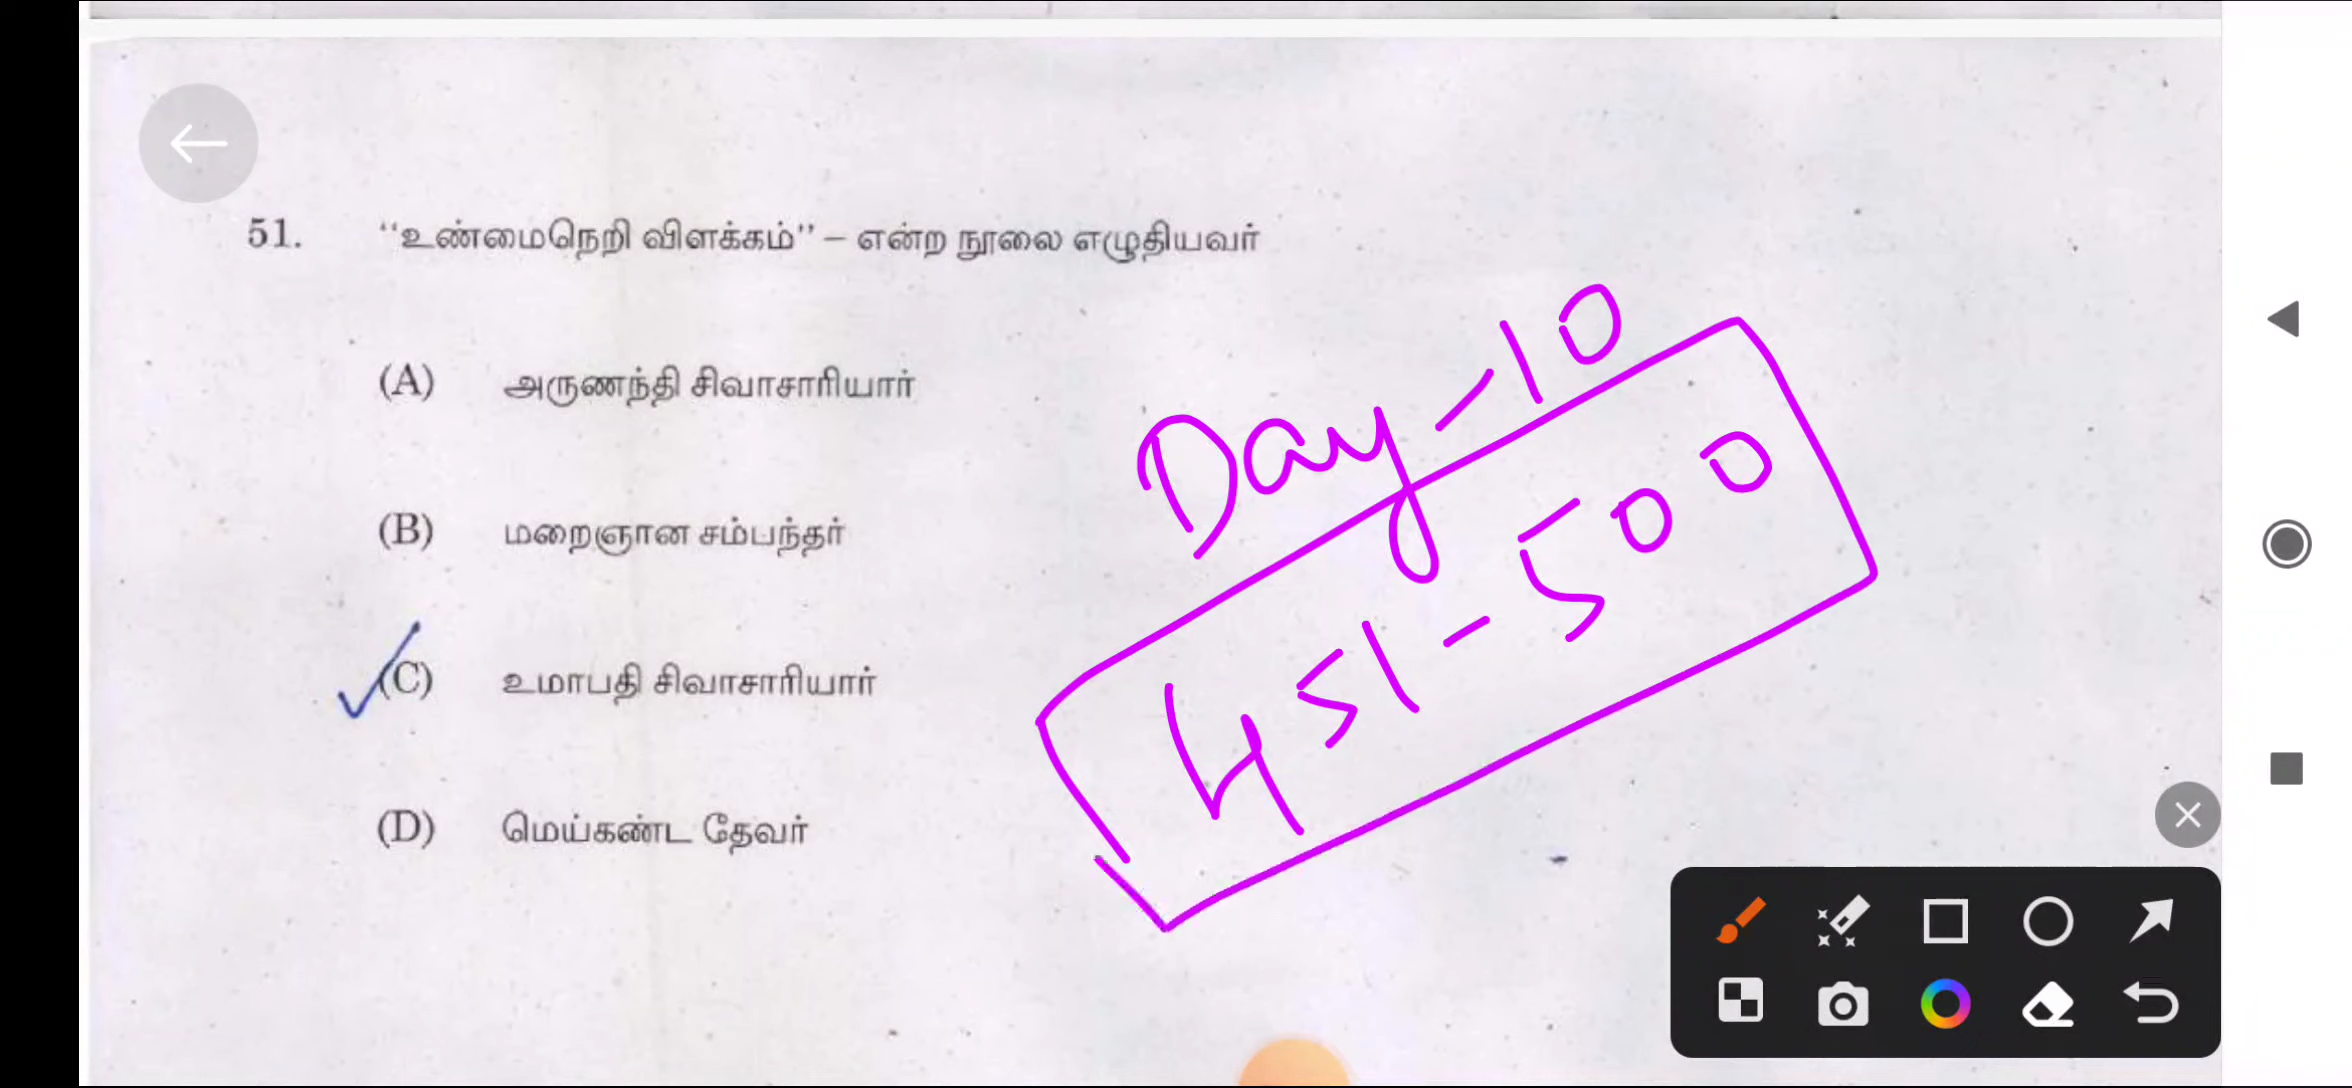 51. “உண்மைநெறி விளக்கம்” – என்ற நூலை எழுதியவர்
(A) அருணந்தி சிவாசாரியார்
(B) மறைஞான சம்பந்தர்
(C) உமாபதி சிவாசாரியார்
(D) மெய்கண்ட தேவர்
Day-10
451-500